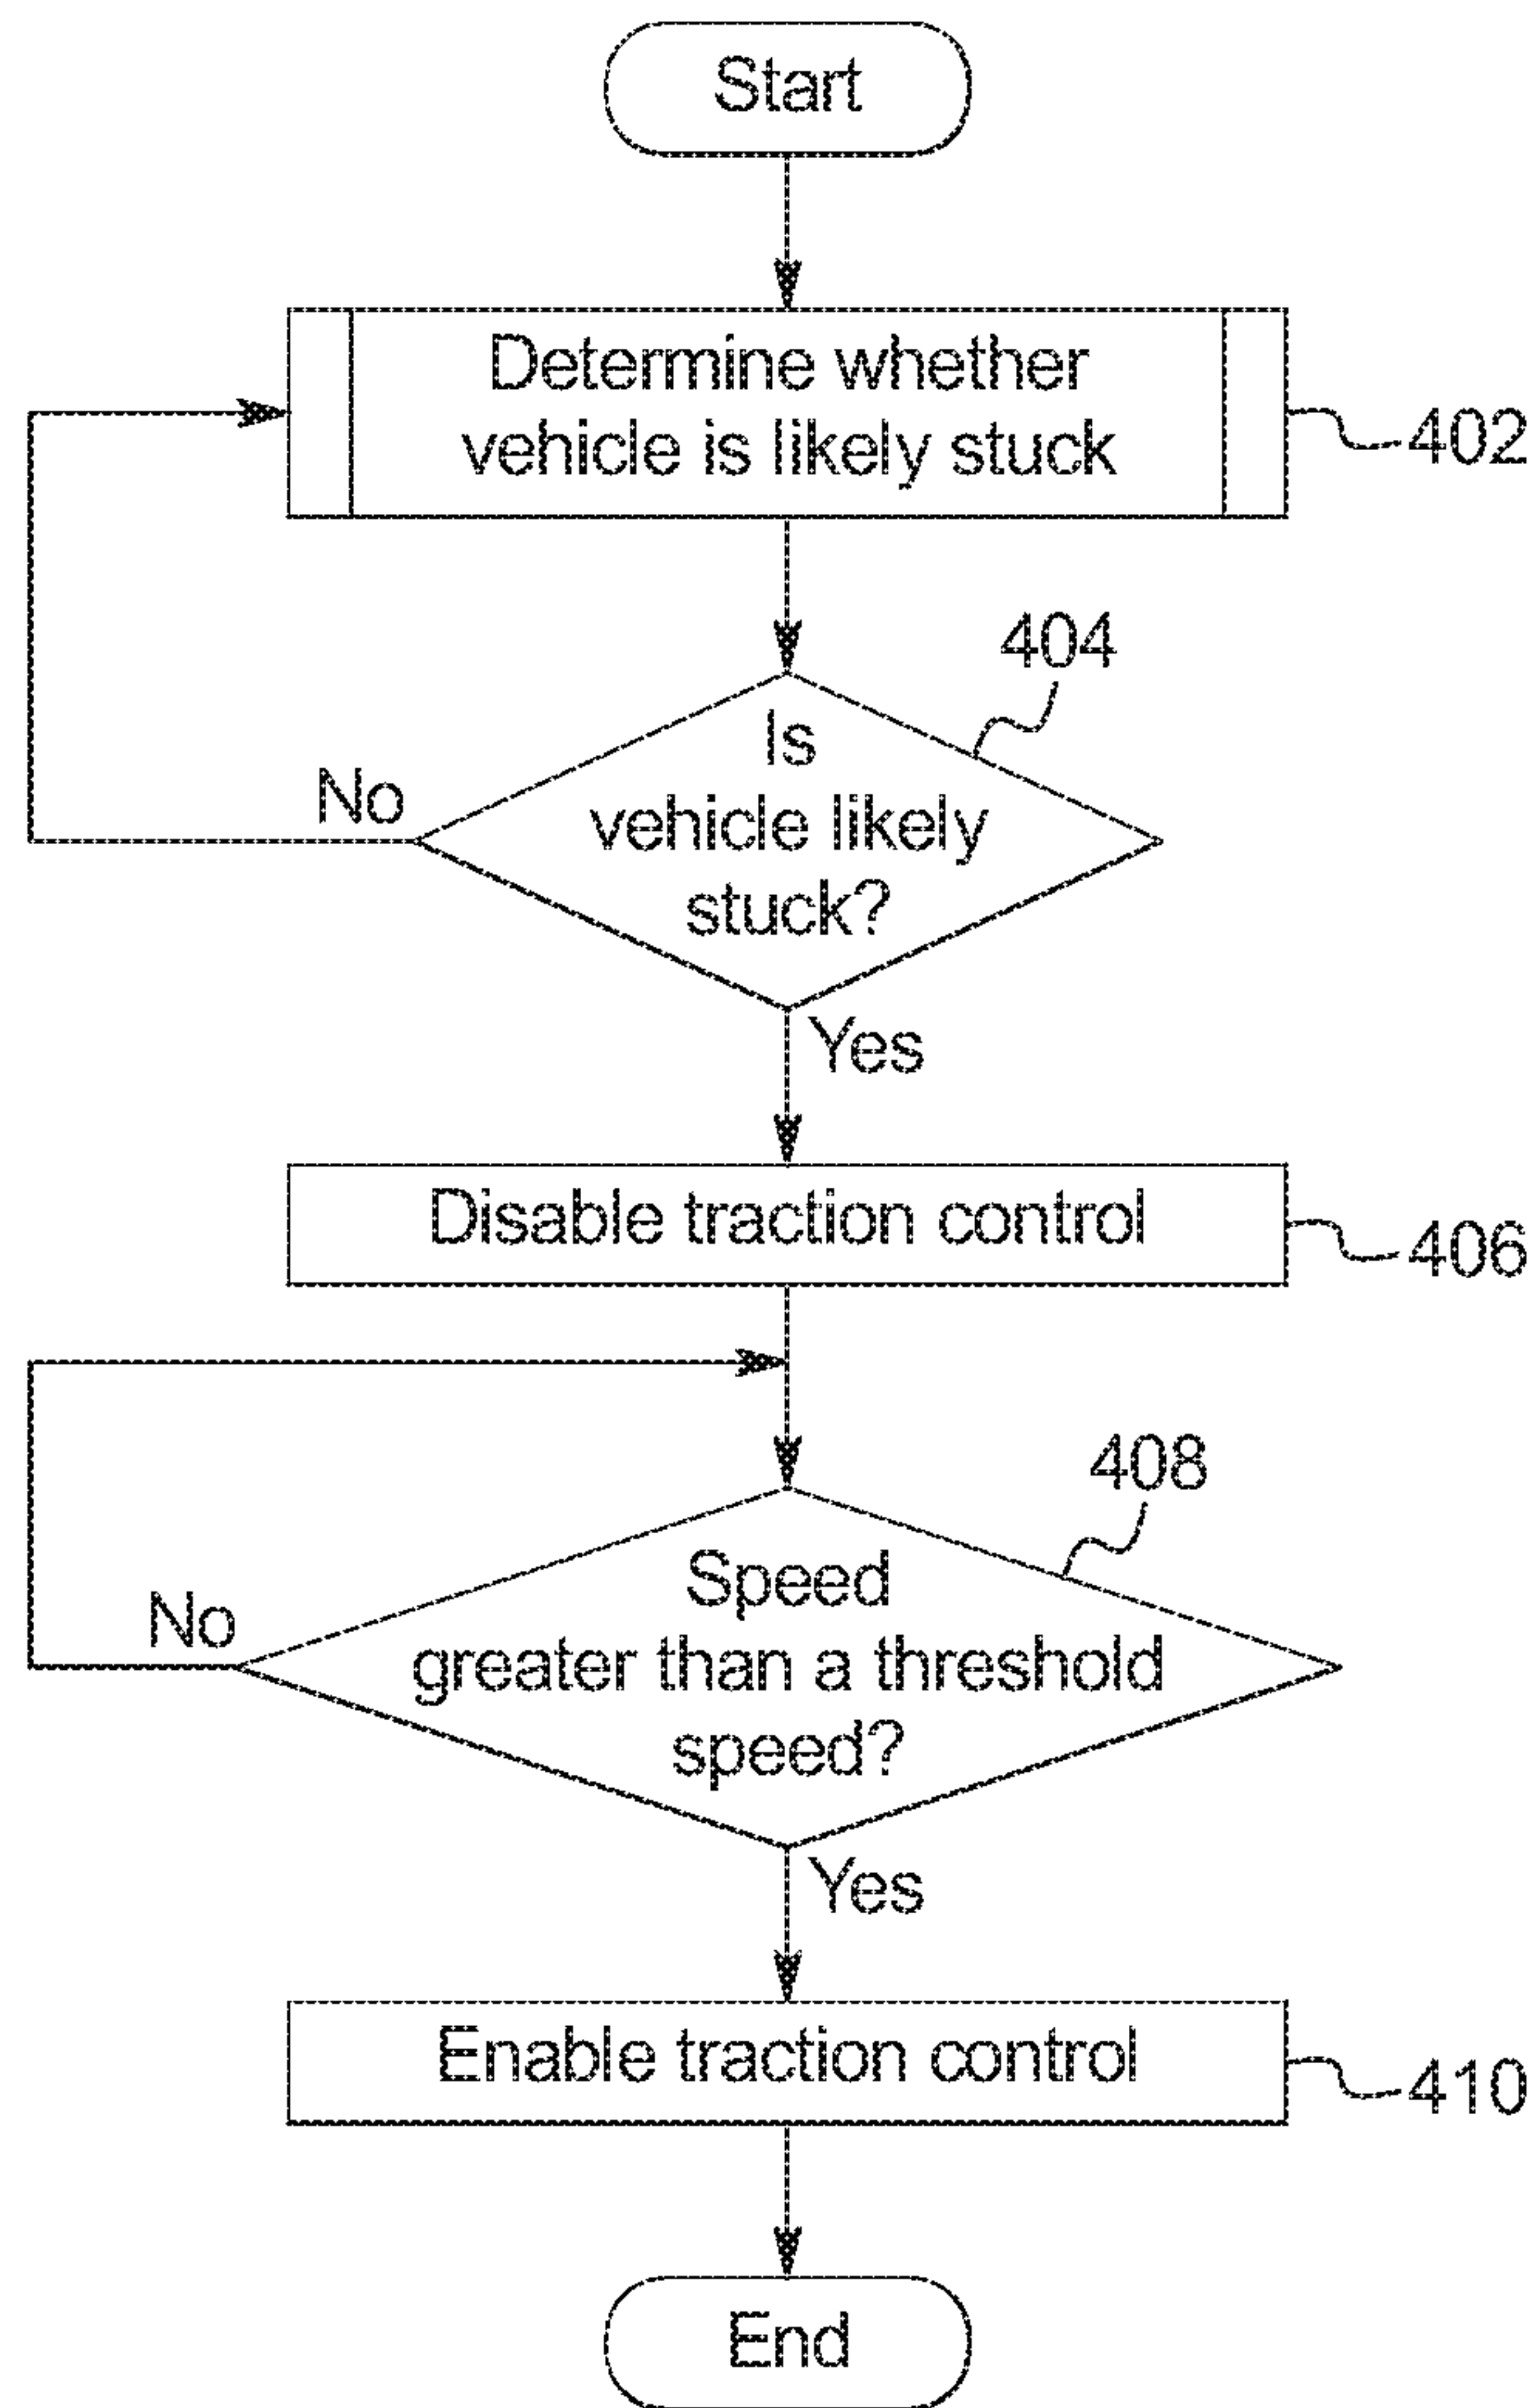 Start
Determine whether
vehicle is likely stuck
402
404
Is
vehicle likely
stuck?
No
Yes
Disable traction control
406
408
Speed
greater than a threshold
speed?
No
Yes
Enable traction control
410
End